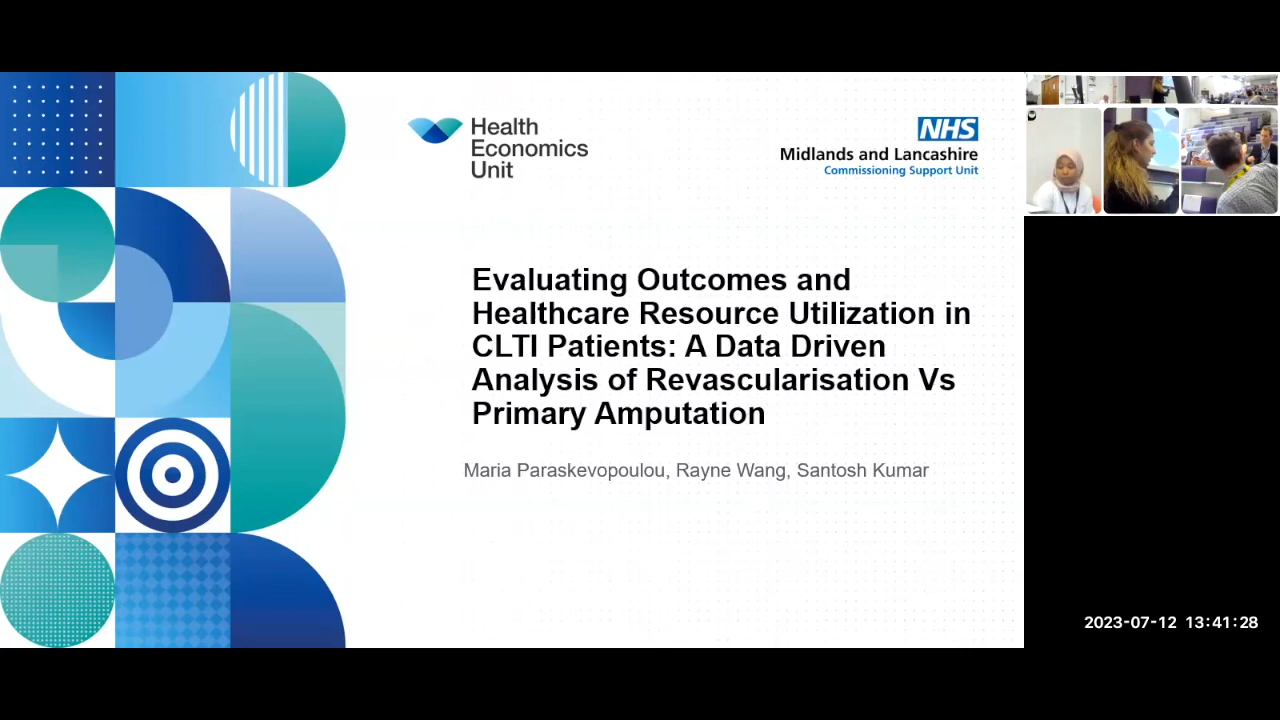 Health
Economics
Unit
NHS
Midlands and Lancashire
Commissioning Support Unit
Evaluating Outcomes and
Healthcare Resource Utilization in
CLTI Patients: A Data Driven
Analysis of Revascularisation Vs
Primary Amputation
Maria Paraskevopoulou, Rayne Wang, Santosh Kumar
2023-07-12 13:41:28